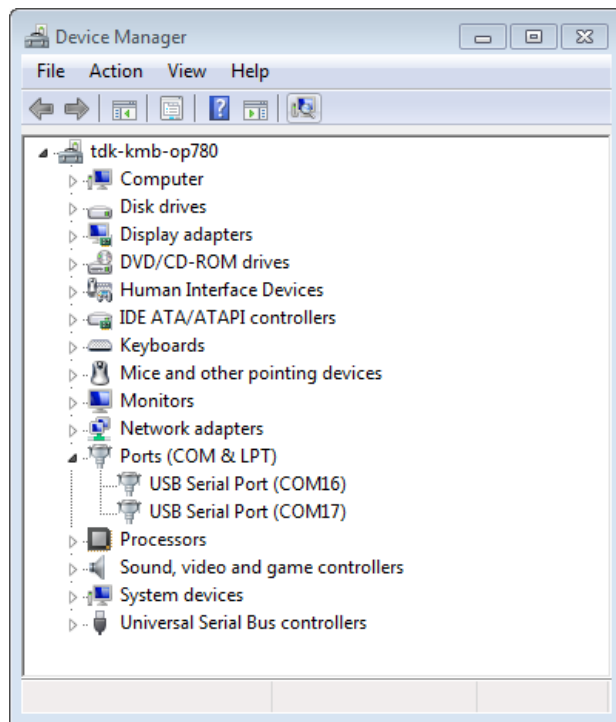 Device Manager
File Action View Help
tdk-kmb-op780
Computer
Disk drives
Display adapters
DVD/CD-ROM drives
Human Interface Devices
IDE ATA/ATAPI controllers
Keyboards
Mice and other pointing devices
Monitors
Network adapters
Ports (COM & LPT)
USB Serial Port (COM16)
USB Serial Port (COM17)
Processors
Sound, video and game controllers
System devices
Universal Serial Bus controllers